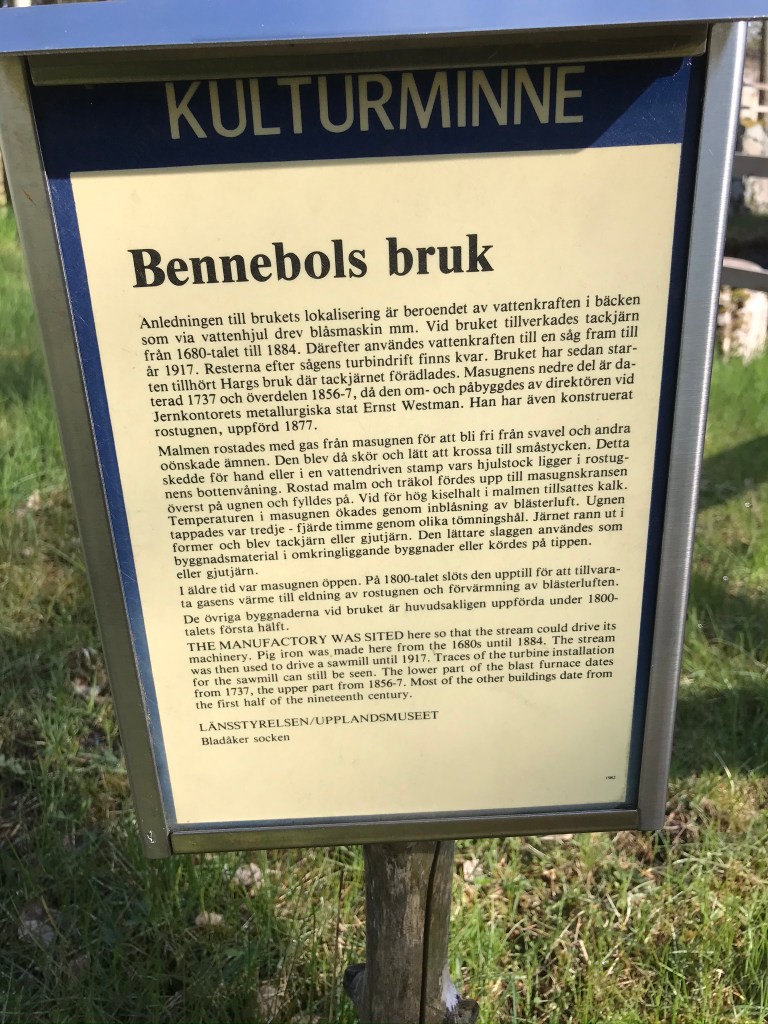 KULTURMINNE
Bennebols bruk
Anledningen till brukets lokalisering är beroendet av vattenkraften i bäcken
som via vattenhjul drev blåsmaskin mm. Vid bruket tillverkades tackjärn
från 1680-talet till 1884. Därefter användes vattenkraften till en såg fram till
år 1917. Resterna efter sågens turbindrift finns kvar. Bruket har sedan star-
ten tillhört Hargs bruk där tackjärnet förädlades. Masugnens nedre del är da-
terad 1737 och överdelen 1856-7, då den om- och påbyggdes av direktören vid
Jernkontorets metallurgiska stat Ernst Westman. Han har även konstruerat
rostugnen, uppförd 1877.
Malmen rostades med gas från masugnen för att bli fri från svavel och andra
oönskade ämnen. Den blev då skör och lätt att krossa till småstycken. Detta
skedde för hand eller i en vattendriven stamp vars hjulstock ligger i rostug-
nens bottenvåning. Rostad malm och träkol fördes upp till masugnskransen
överst på ugnen och fylldes på. Vid för hög kiselhalt i malmen tillsattes kalk.
Temperaturen i masugnen ökades genom inblåsning av blästerluft. Ugnen
tappades var tredje - fjärde timme genom olika tömningshål. Järnet rann ut i
former och blev tackjärn eller gjutjärn. Den lättare slaggen användes som
byggnadsmaterial i omkringliggande byggnader eller kördes på tippen.
eller gjutjärn.
I äldre tid var masugnen öppen. På 1800-talet slöts den upptill för att tillvara-
ta gasens värme till eldning av rostugnen och förvärmning av blästerluften.
De övriga byggnaderna vid bruket är huvudsakligen uppförda under 1800-
talets första hälft.
THE MANUFACTORY WAS SITED here so that the stream could drive its
machinery. Pig iron was made here from the 1680s until 1884. The stream
was then used to drive a sawmill until 1917. Traces of the turbine installation
for the sawmill can still be seen. The lower part of the blast furnace dates
from 1737, the upper part from 1856-7. Most of the other buildings date from
the first half of the nineteenth century.
LÄNSSTYRELSEN/UPPLANDSMUSEET
Bladåker socken